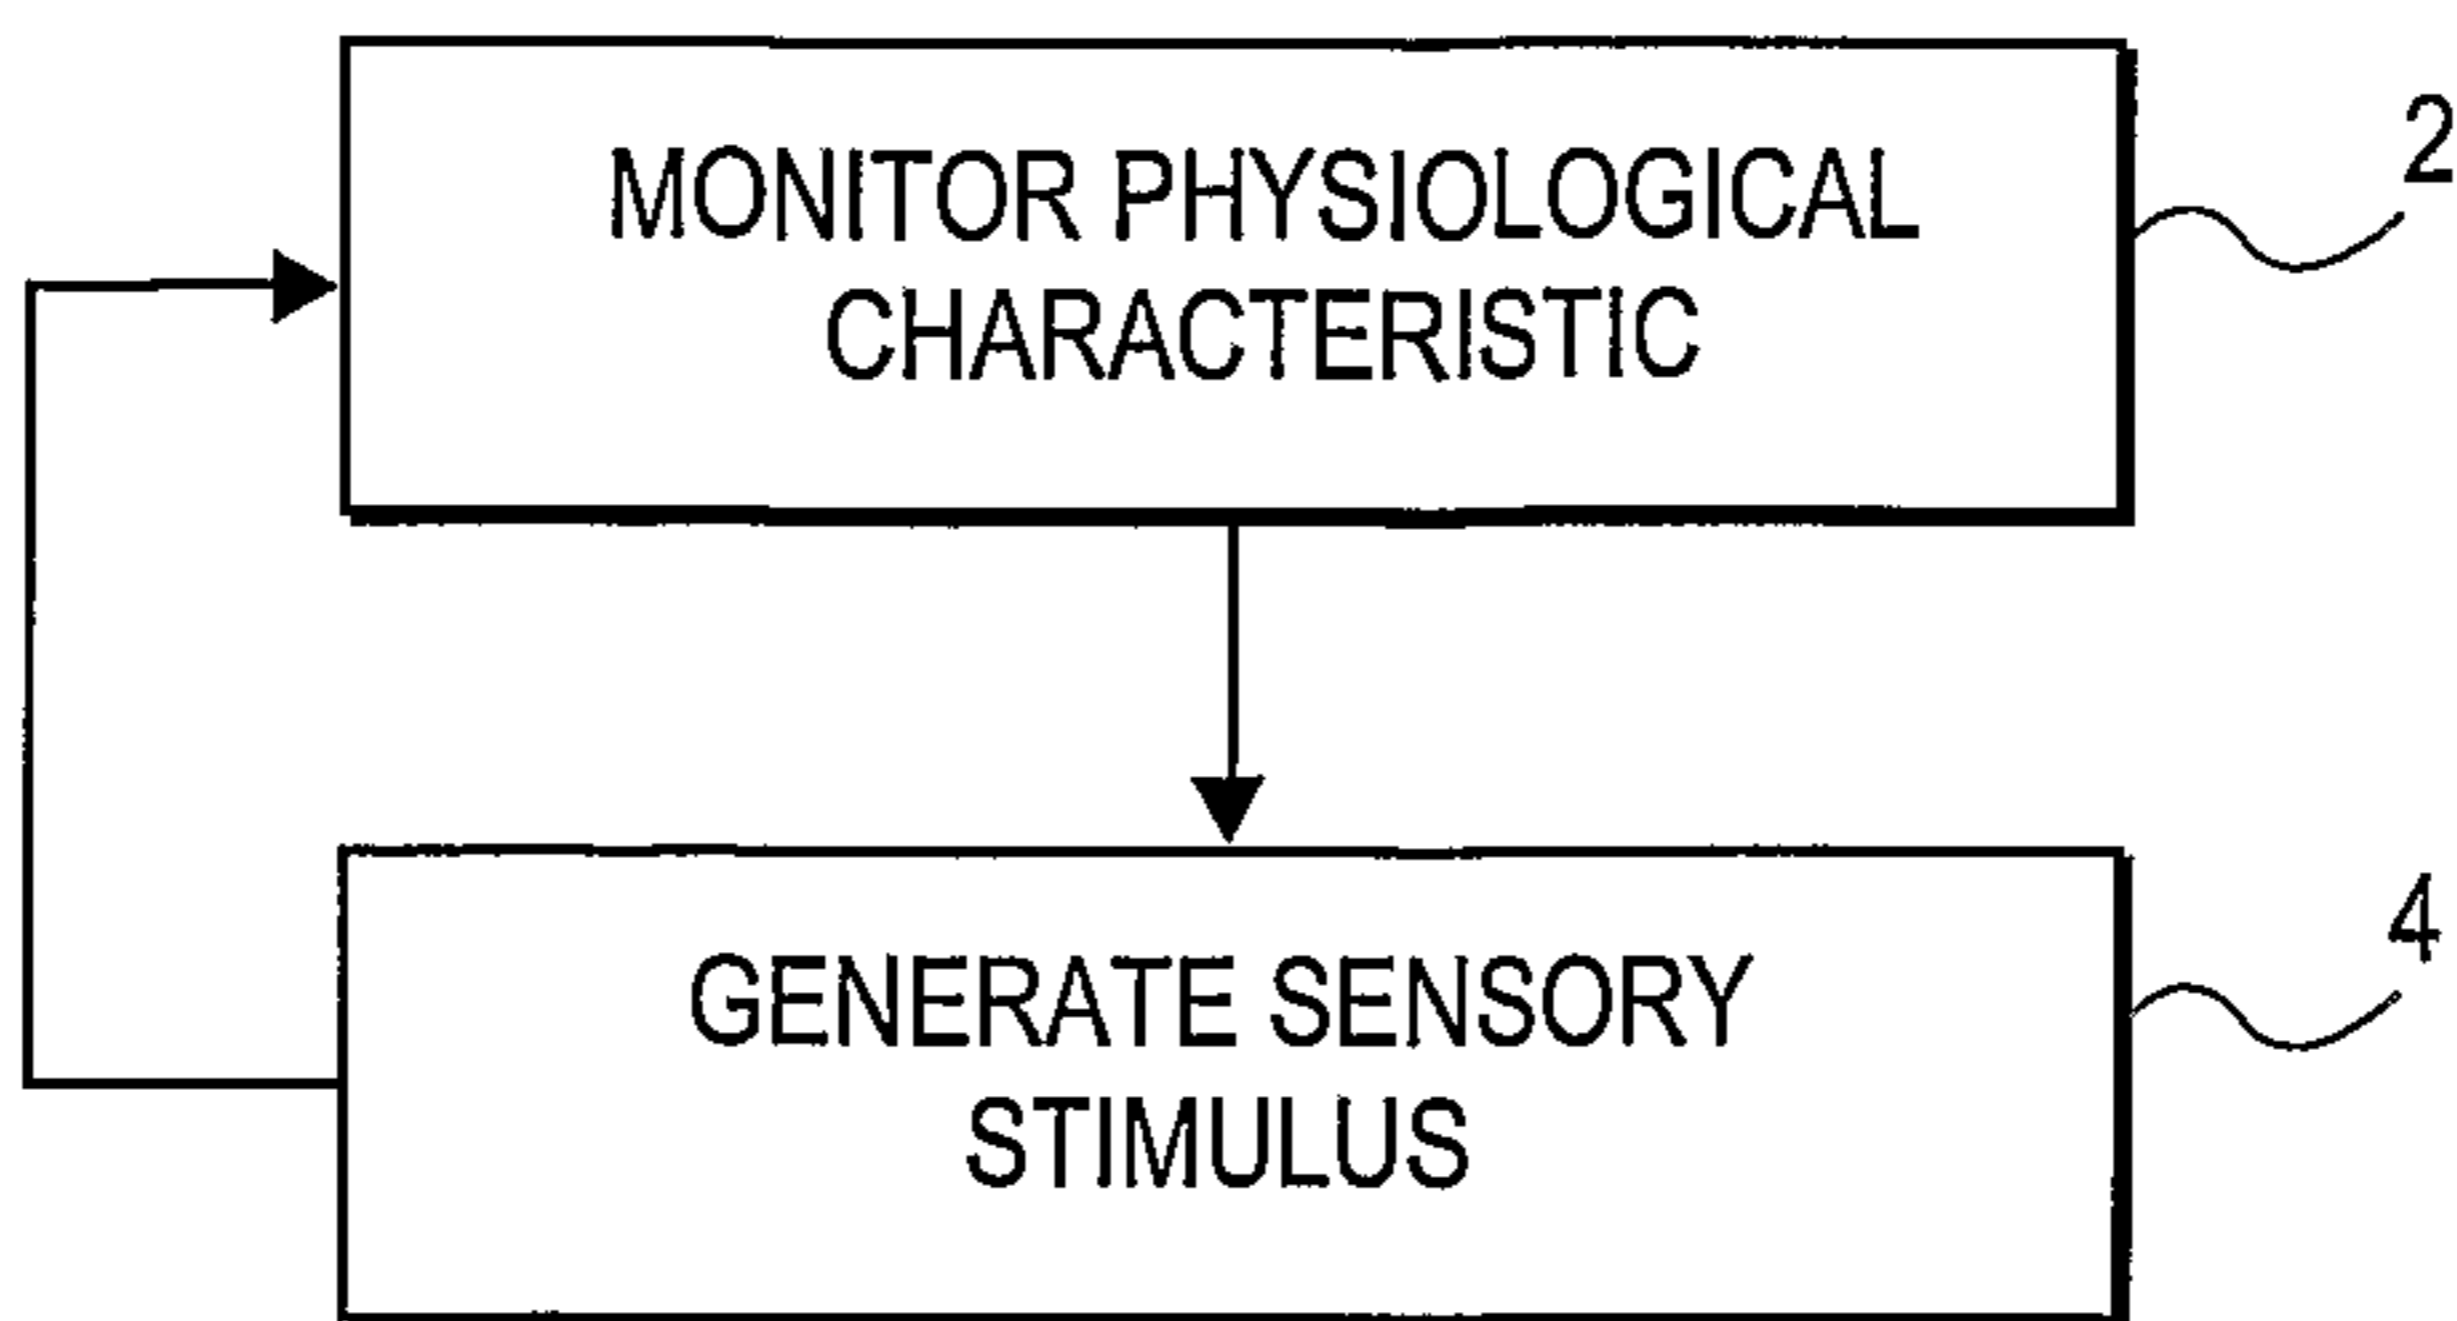 MONITOR PHYSIOLOGICAL
CHARACTERISTIC
2
GENERATE SENSORY
STIMULUS
4